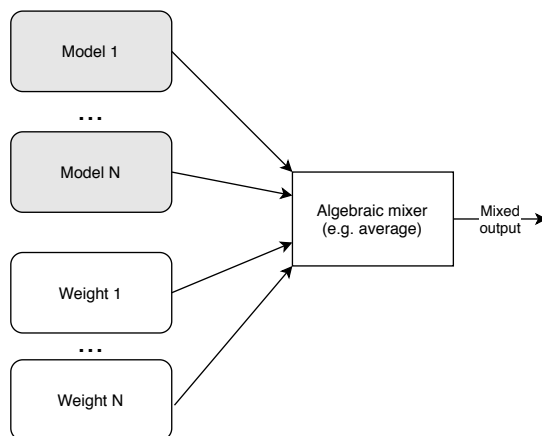 Model 1
...
Model N
Weight 1
...
Weight N
Algebraic mixer
(e.g. average)
Mixed
output